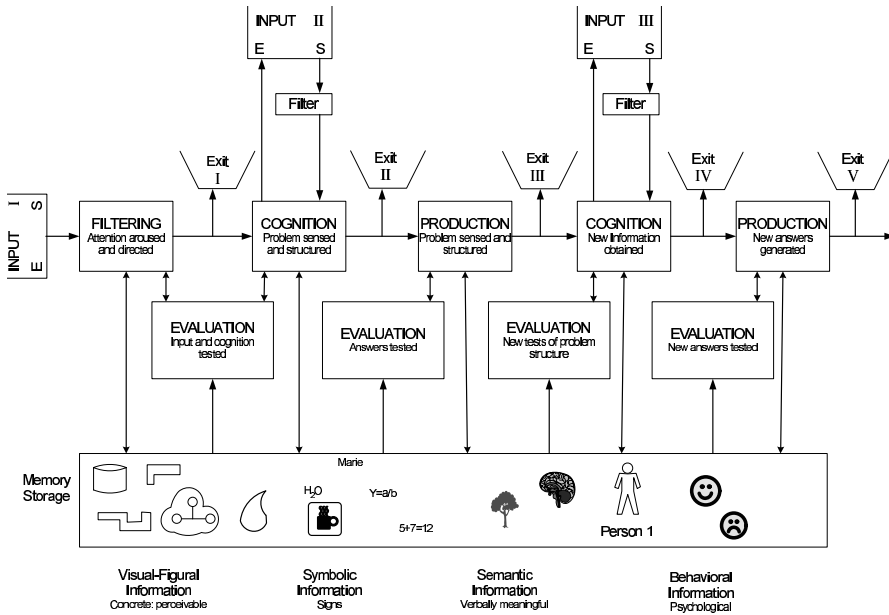 INPUT II
E S
Filter
INPUT III
E S
Filter
Exit
I
Exit
II
Exit
III
Exit
IV
Exit
V
INPUT I
E S
FILTERING
Attention aroused
and directed
COGNITION
Problem sensed
and structured
PRODUCTION
Problem sensed and
structured
COGNITION
New Information
obtained
PRODUCTION
New answers
generated
EVALUATION
Input and cognition
tested
EVALUATION
Answers tested
EVALUATION
New tests of problem
structure
EVALUATION
New answers tested
Memory
Storage
Marie
H₂O
Y=a/b
5+7=12
Person 1
Visual-Figural
Information
Concrete: perceivable
Symbolic
Information
Signs
Semantic
Information
Verbally meaningful
Behavioral
Information
Psychological